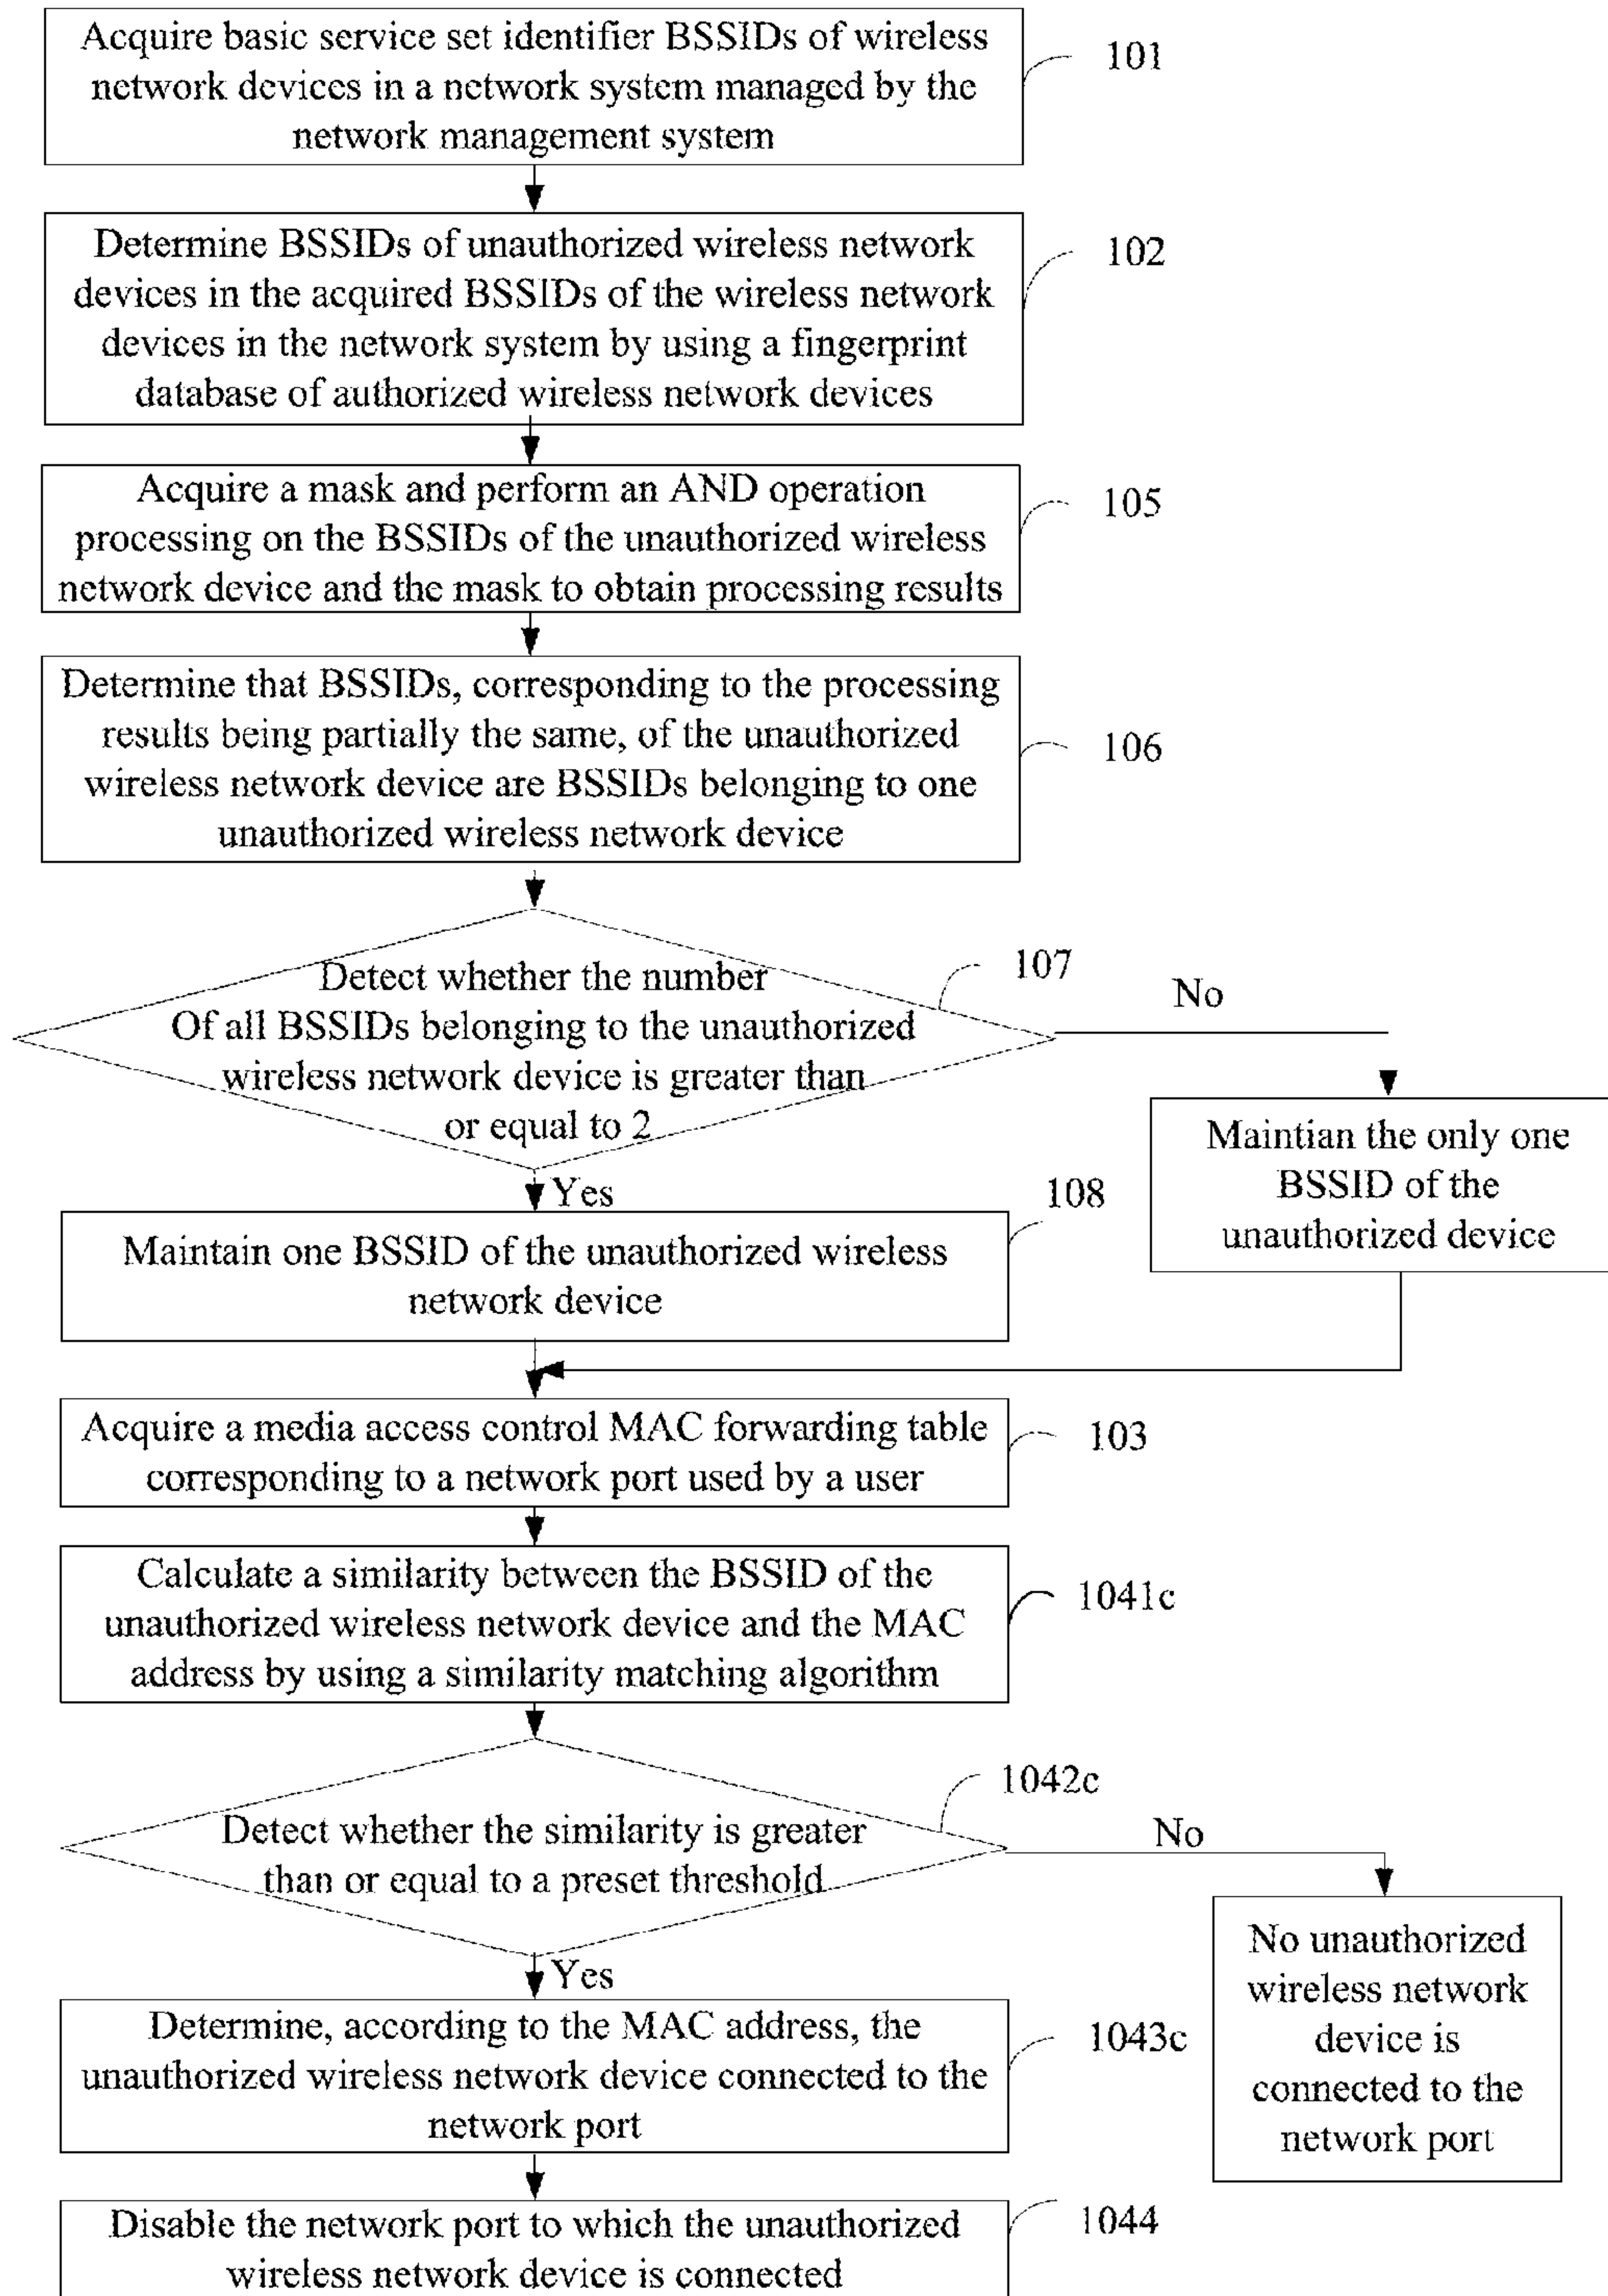 Acquire basic service set identifier BSSIDs of wireless
network devices in a network system managed by the
network management system
101
Determine BSSIDs of unauthorized wireless network
devices in the acquired BSSIDs of the wireless network
devices in the network system by using a fingerprint
database of authorized wireless network devices
102
Acquire a mask and perform an AND operation
processing on the BSSIDs of the unauthorized wireless
network device and the mask to obtain processing results
105
Determine that BSSIDs, corresponding to the processing
results being partially the same, of the unauthorized
wireless network device are BSSIDs belonging to one
unauthorized wireless network device
106
Detect whether the number
Of all BSSIDs belonging to the unauthorized
wireless network device is greater than
or equal to 2
107
No
Maintian the only one
BSSID of the
unauthorized device
Yes
108
Maintain one BSSID of the unauthorized wireless
network device
Acquire a media access control MAC forwarding table
corresponding to a network port used by a user
103
Calculate a similarity between the BSSID of the
unauthorized wireless network device and the MAC
address by using a similarity matching algorithm
1041c
Detect whether the similarity is greater
than or equal to a preset threshold
1042c
No
No unauthorized
wireless network
device is
connected to the
network port
Yes
Determine, according to the MAC address, the
unauthorized wireless network device connected to the
network port
1043c
Disable the network port to which the unauthorized
wireless network device is connected
1044